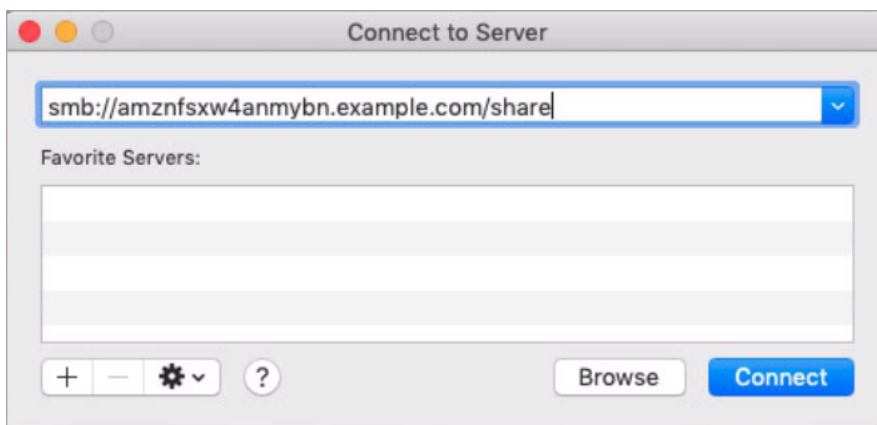 Connect to Server
smb://amznfsxw4anmybn.example.com/share
Favorite Servers:
+ − ?
Browse Connect